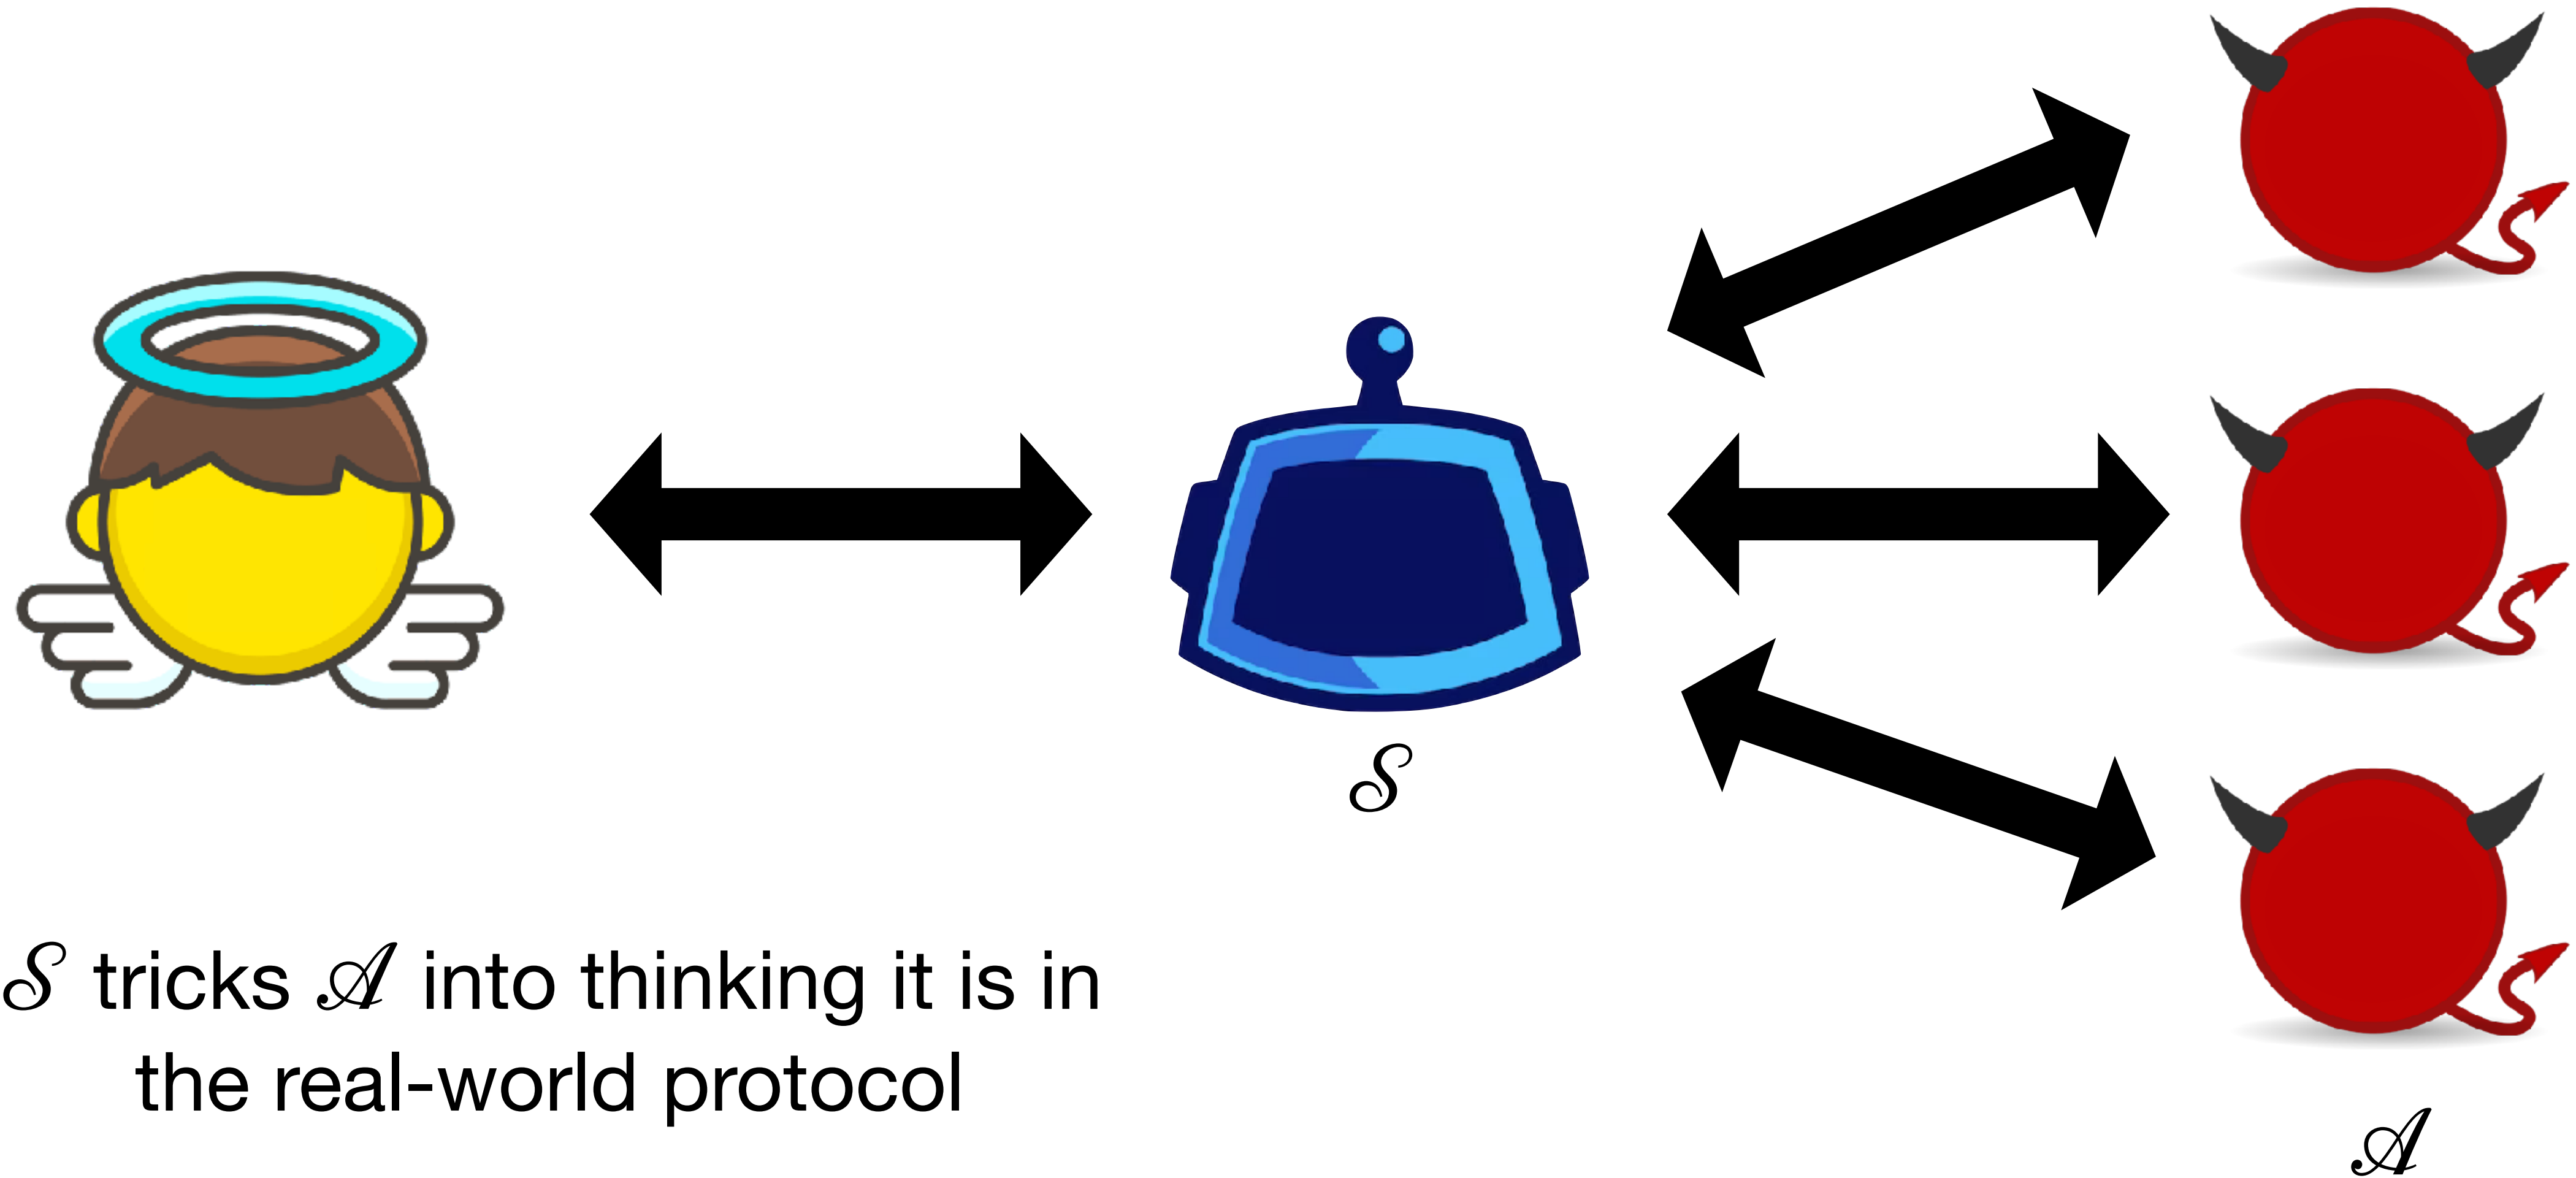 𝒮
𝒮 tricks 𝒜 into thinking it is in
the real-world protocol
𝒜